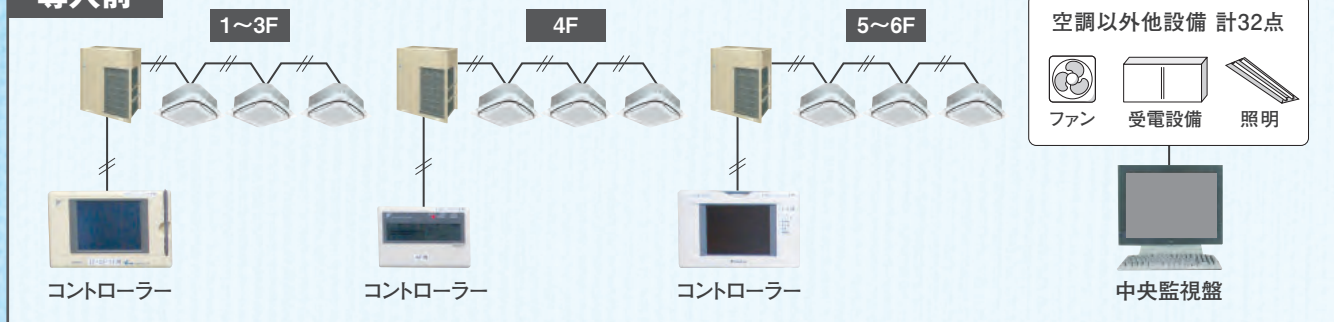 導入前
1〜3F
4F
5〜6F
空調以外他設備 計32点
ファン
受電設備
照明
コントローラー
コントローラー
コントローラー
中央監視盤